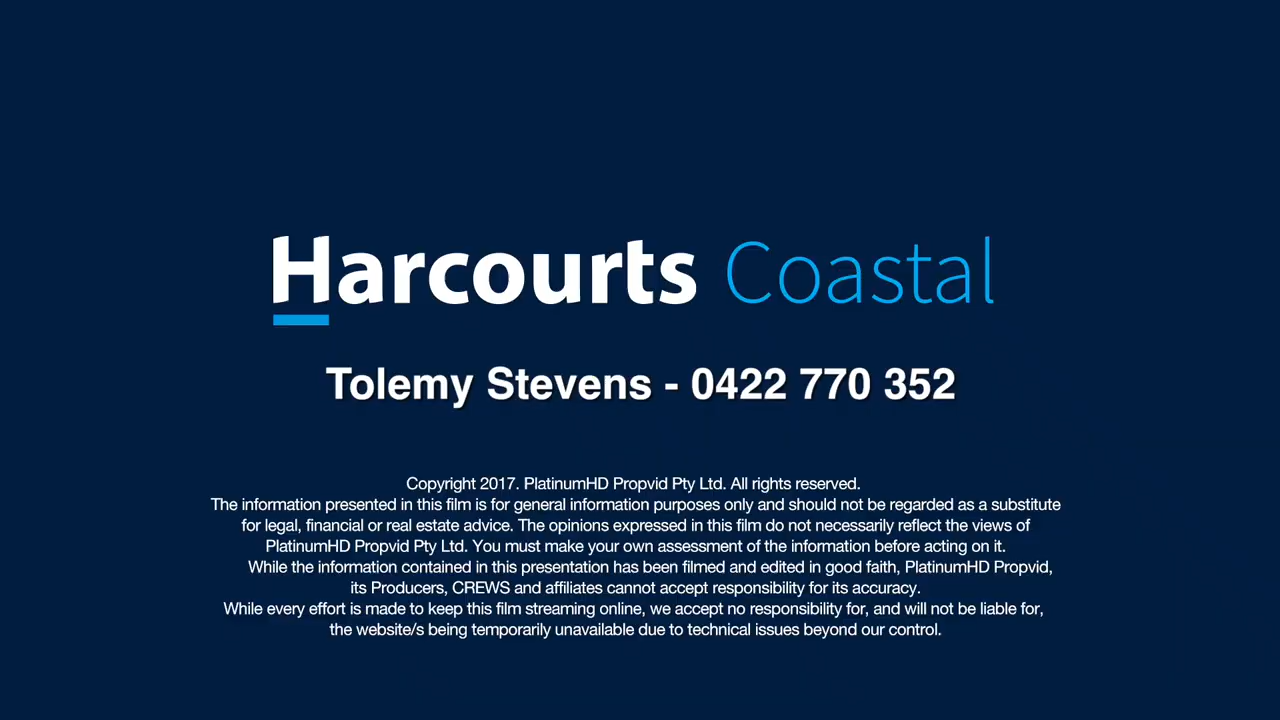 Harcourts Coastal
Tolemy Stevens - 0422 770 352
Copyright 2017. PlatinumHD Propvid Pty Ltd. All rights reserved.
The information presented in this film is for general information purposes only and should not be regarded as a substitute
for legal, financial or real estate advice. The opinions expressed in this film do not necessarily reflect the views of
PlatinumHD Propvid Pty Ltd. You must make your own assessment of the information before acting on it.
While the information contained in this presentation has been filmed and edited in good faith, PlatinumHD Propvid,
its Producers, CREWS and affiliates cannot accept responsibility for its accuracy.
While every effort is made to keep this film streaming online, we accept no responsibility for, and will not be liable for,
the website/s being temporarily unavailable due to technical issues beyond our control.